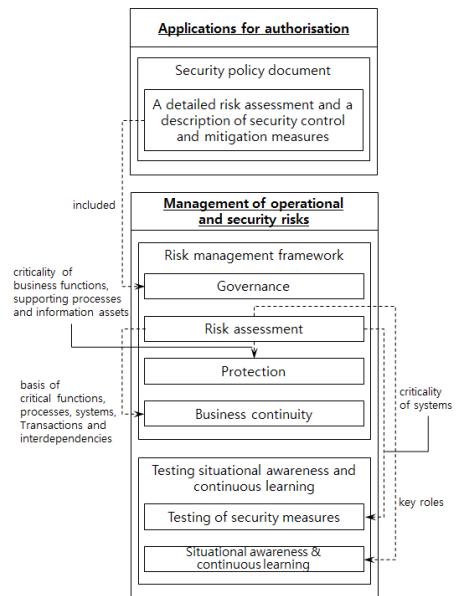 Applications for authorisation
Security policy document
A detailed risk assessment and a
description of security control
and mitigation measures
included
Management of operational
and security risks
Risk management framework
Governance
criticality of
business functions,
supporting processes
and information assets
Risk assessment
Protection
basis of
critical functions,
processes, systems,
Transactions and
interdependencies
Business continuity
criticality
of systems
Testing situational awareness and
continuous learning
Testing of security measures
key roles
Situational awareness &
continuous learning